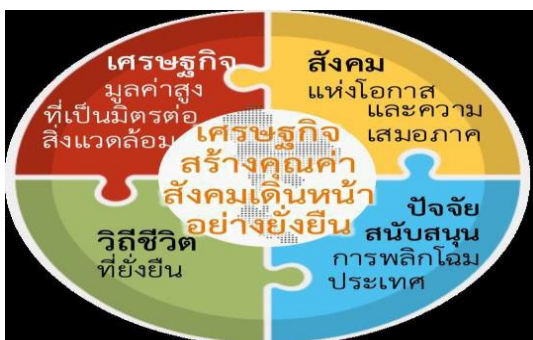 เศรษฐกิจ
มูลค่าสูง
ที่เป็นมิตรต่อ
สิ่งแวดล้อม
สังคม
แห่งโอกาส
และความ
เสมอภาค
เศรษฐกิจ
สร้างคุณค่า
สังคมเดินหน้า
อย่างยั่งยืน
วิถีชีวิต
ที่ยั่งยืน
ปัจจัย
สนับสนุน
การพลิกโฉม
ประเทศ